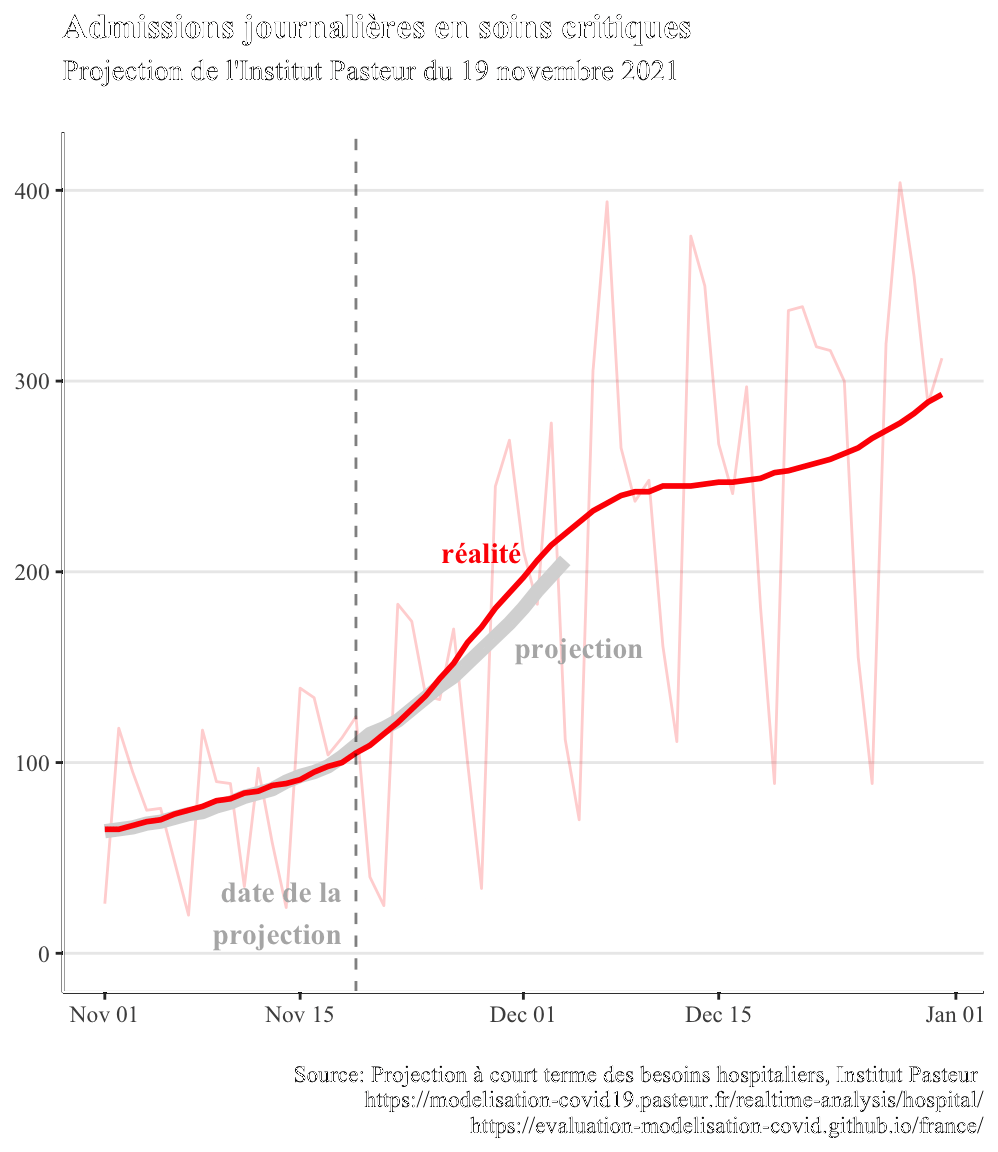 Admissions journalières en soins critiques
Projection de l'Institut Pasteur du 19 novembre 2021
400
300
200
100
0
réalité
projection
date de la
projection
Nov 01
Nov 15
Dec 01
Dec 15
Jan 01
Source: Projection à court terme des besoins hospitaliers, Institut Pasteur
https://modelisation-covid19.pasteur.fr/realtime-analysis/hospital/
https://evaluation-modelisation-covid.github.io/france/